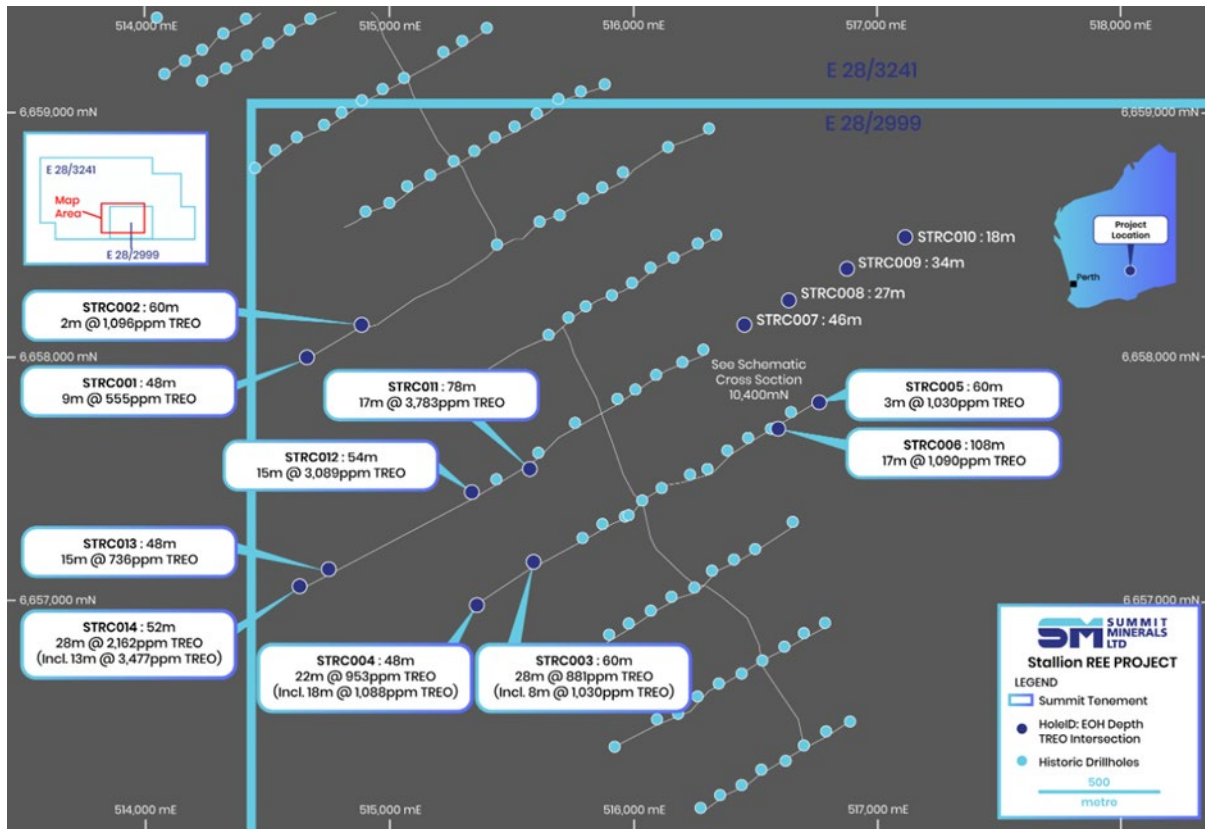 514,000 mE
515,000 mE
516,000 mE
517,000 mE
518,000 mE
E 28/3241
6,659,000 mN
6,659,000 mN
E 28/2999
E 28/3241
Map
Area
E 28/2999
Project
Location
Perth
STRC010 : 18m
STRC009 : 34m
STRC008 : 27m
STRC007 : 46m
STRC002 : 60m
2m @ 1,096ppm TREO
6,658,000 mN
6,658,000 mN
STRC001 : 48m
9m @ 555ppm TREO
See Schematic
Cross Section
10,400mN
STRC011 : 78m
17m @ 3,783ppm TREO
STRC005 : 60m
3m @ 1,030ppm TREO
STRC012 : 54m
15m @ 3,089ppm TREO
STRC006 : 108m
17m @ 1,090ppm TREO
STRC013 : 48m
15m @ 736ppm TREO
6,657,000 mN
6,657,000 mN
STRC014 : 52m
28m @ 2,162ppm TREO
(Incl. 13m @ 3,477ppm TREO)
STRC004 : 48m
22m @ 953ppm TREO
(Incl. 18m @ 1,088ppm TREO)
STRC003 : 60m
28m @ 881ppm TREO
(Incl. 8m @ 1,030ppm TREO)
SM SUMMIT
MINERALS
LTD
Stallion REE PROJECT
LEGEND
Summit Tenement
HoleID: EOH Depth
TREO Intersection
Historic Drillholes
500
metro
514,000 mE
515,000 mE
516,000 mE
517,000 mE